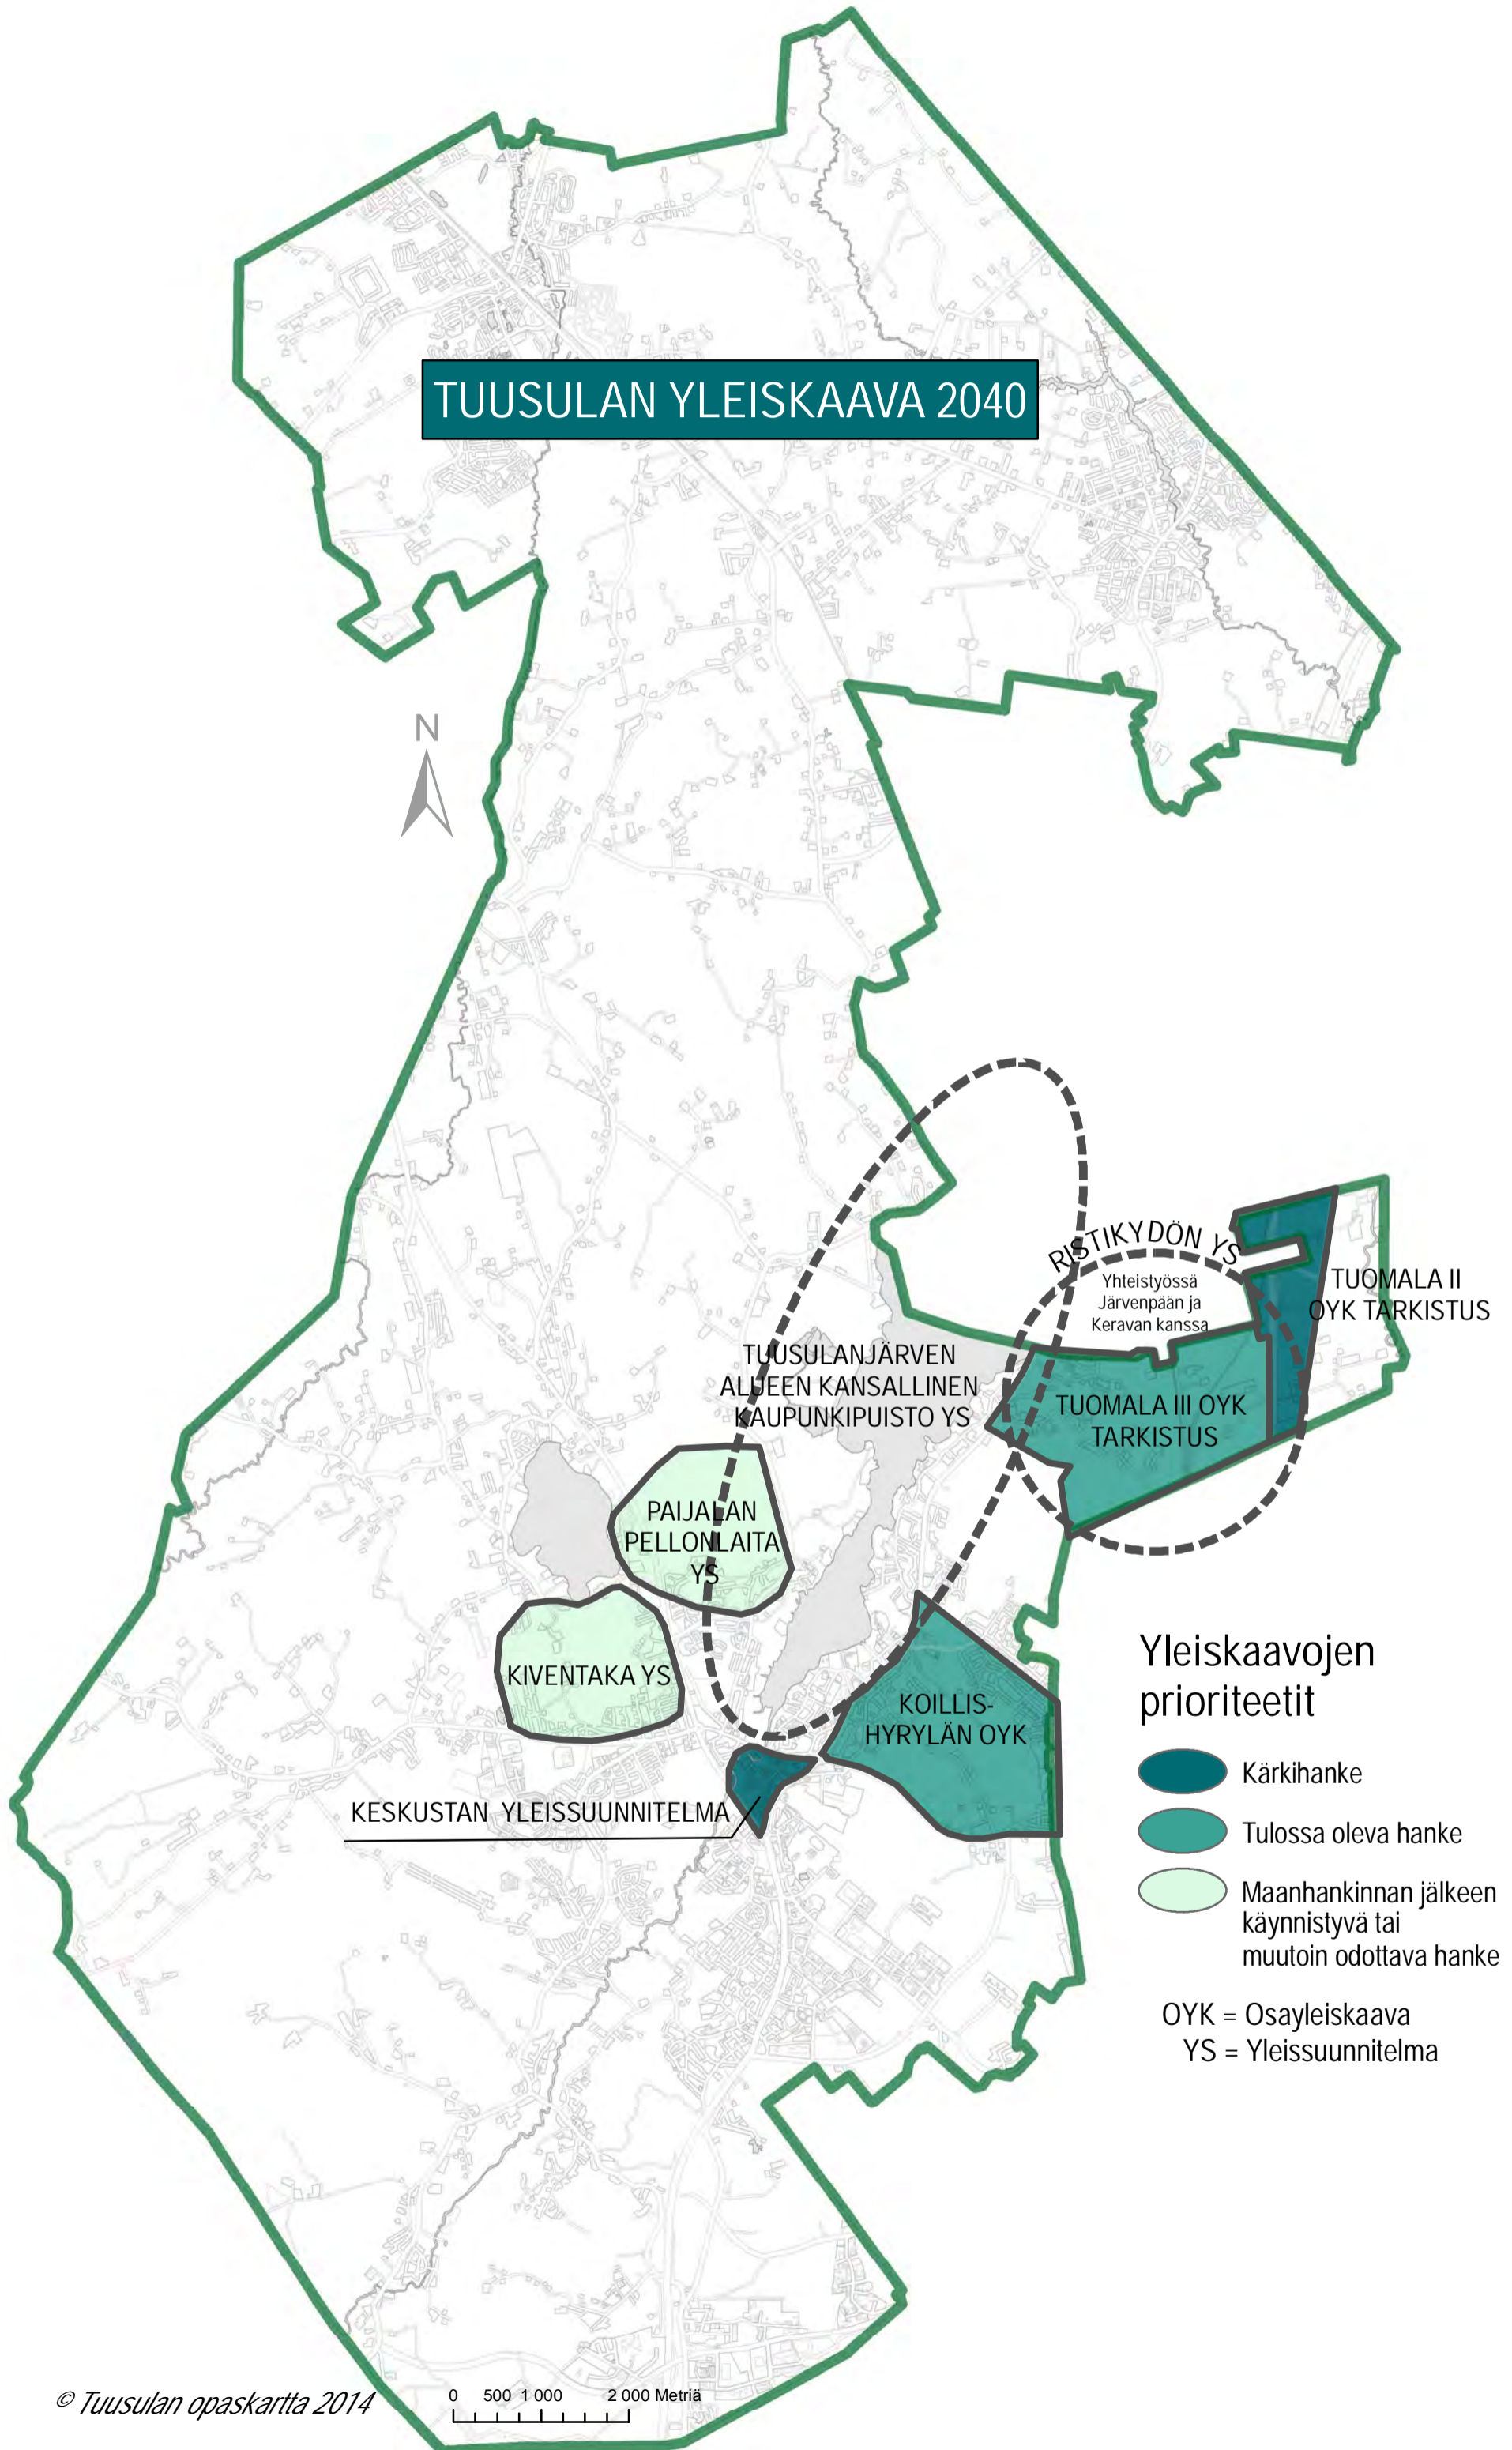 TUUSULAN YLEISKAAVA 2040
N
RISTIKYDÖN YS
Yhteistyössä
Järvenpään ja
Keravan kanssa
TUOMALA II
OYK TARKISTUS
TUUSULANJÄRVEN
ALUEEN KANSALLINEN
KAUPUNKIPUISTO YS
TUOMALA III OYK
TARKISTUS
PAIJALAN
PELLONLAITA
YS
KIVENTAKA YS
KOILLIS-
HYRYLÄN OYK
KESKUSTAN YLEISSUUNNITELMA
Yleiskaavojen
prioriteetit
Kärkihanke
Tulossa oleva hanke
Maanhankinnan jälkeen
käynnistyvä tai
muutoin odottava hanke
OYK = Osayleiskaava
YS = Yleissuunnitelma
© Tuusulan opaskartta 2014
0 500 1 000 2 000 Metriä